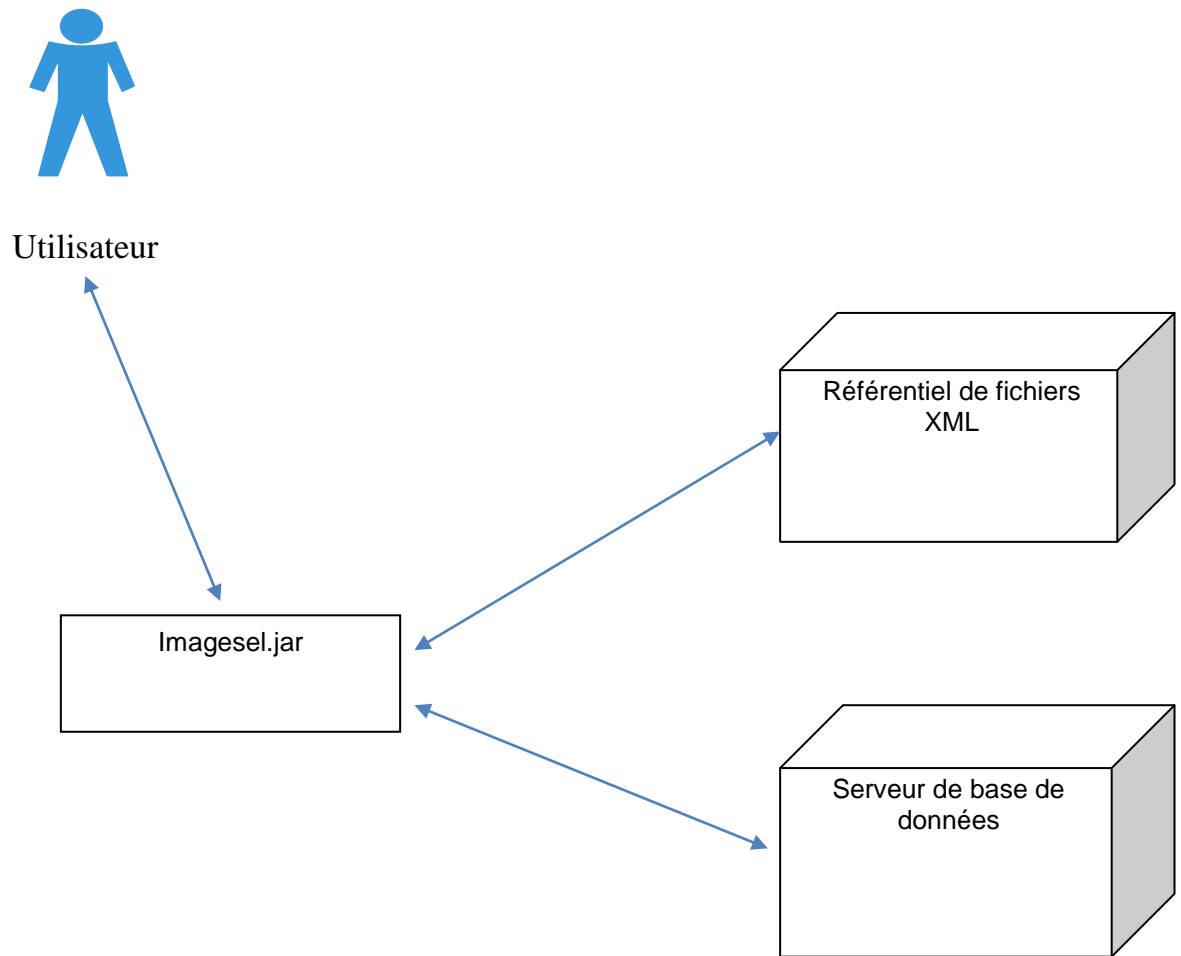 Utilisateur
Référentiel de fichiers
XML
Imagesel.jar
Serveur de base de
données